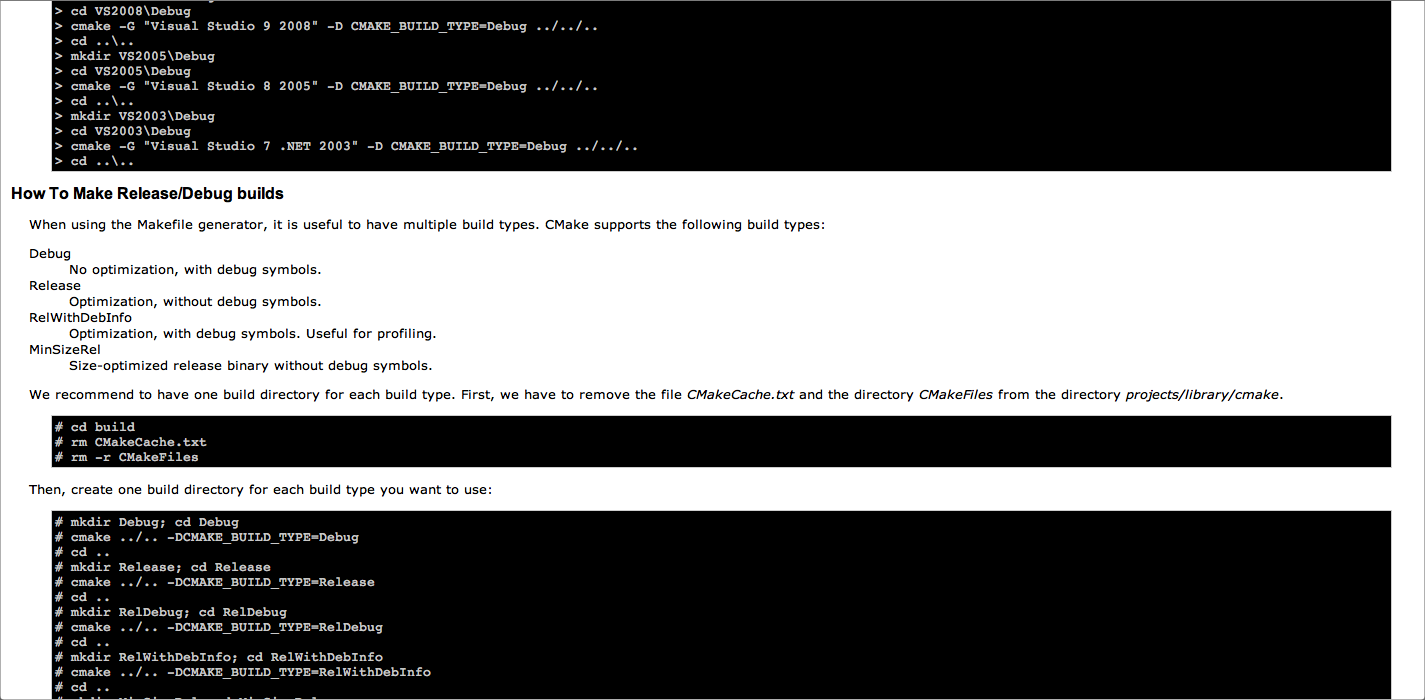 > cd VS2008\Debug
> cmake -G "Visual Studio 9 2008" -D CMAKE_BUILD_TYPE=Debug ../../..
> cd ..\..
> mkdir VS2005\Debug
> cd VS2005\Debug
> cmake -G "Visual Studio 8 2005" -D CMAKE_BUILD_TYPE=Debug ../../..
> cd ..\..
> mkdir VS2003\Debug
> cd VS2003\Debug
> cmake -G "Visual Studio 7 .NET 2003" -D CMAKE_BUILD_TYPE=Debug ../../..
> cd ..\..
How To Make Release/Debug builds
When using the Makefile generator, it is useful to have multiple build types. CMake supports the following build types:
Debug
No optimization, with debug symbols.
Release
Optimization, without debug symbols.
RelWithDebInfo
Optimization, with debug symbols. Useful for profiling.
MinSizeRel
Size-optimized release binary without debug symbols.
We recommend to have one build directory for each build type. First, we have to remove the file CMakeCache.txt and the directory CMakeFiles from the directory projects/library/cmake.
# cd build
# rm CMakeCache.txt
# rm -r CMakeFiles
Then, create one build directory for each build type you want to use:
# mkdir Debug; cd Debug
# cmake ../.. -DCMAKE_BUILD_TYPE=Debug
# cd ..
# mkdir Release; cd Release
# cmake ../.. -DCMAKE_BUILD_TYPE=Release
# cd ..
# mkdir RelDebug; cd RelDebug
# cmake ../.. -DCMAKE_BUILD_TYPE=RelDebug
# cd ..
# mkdir RelWithDebInfo; cd RelWithDebInfo
# cmake ../.. -DCMAKE_BUILD_TYPE=RelWithDebInfo
# cd ..